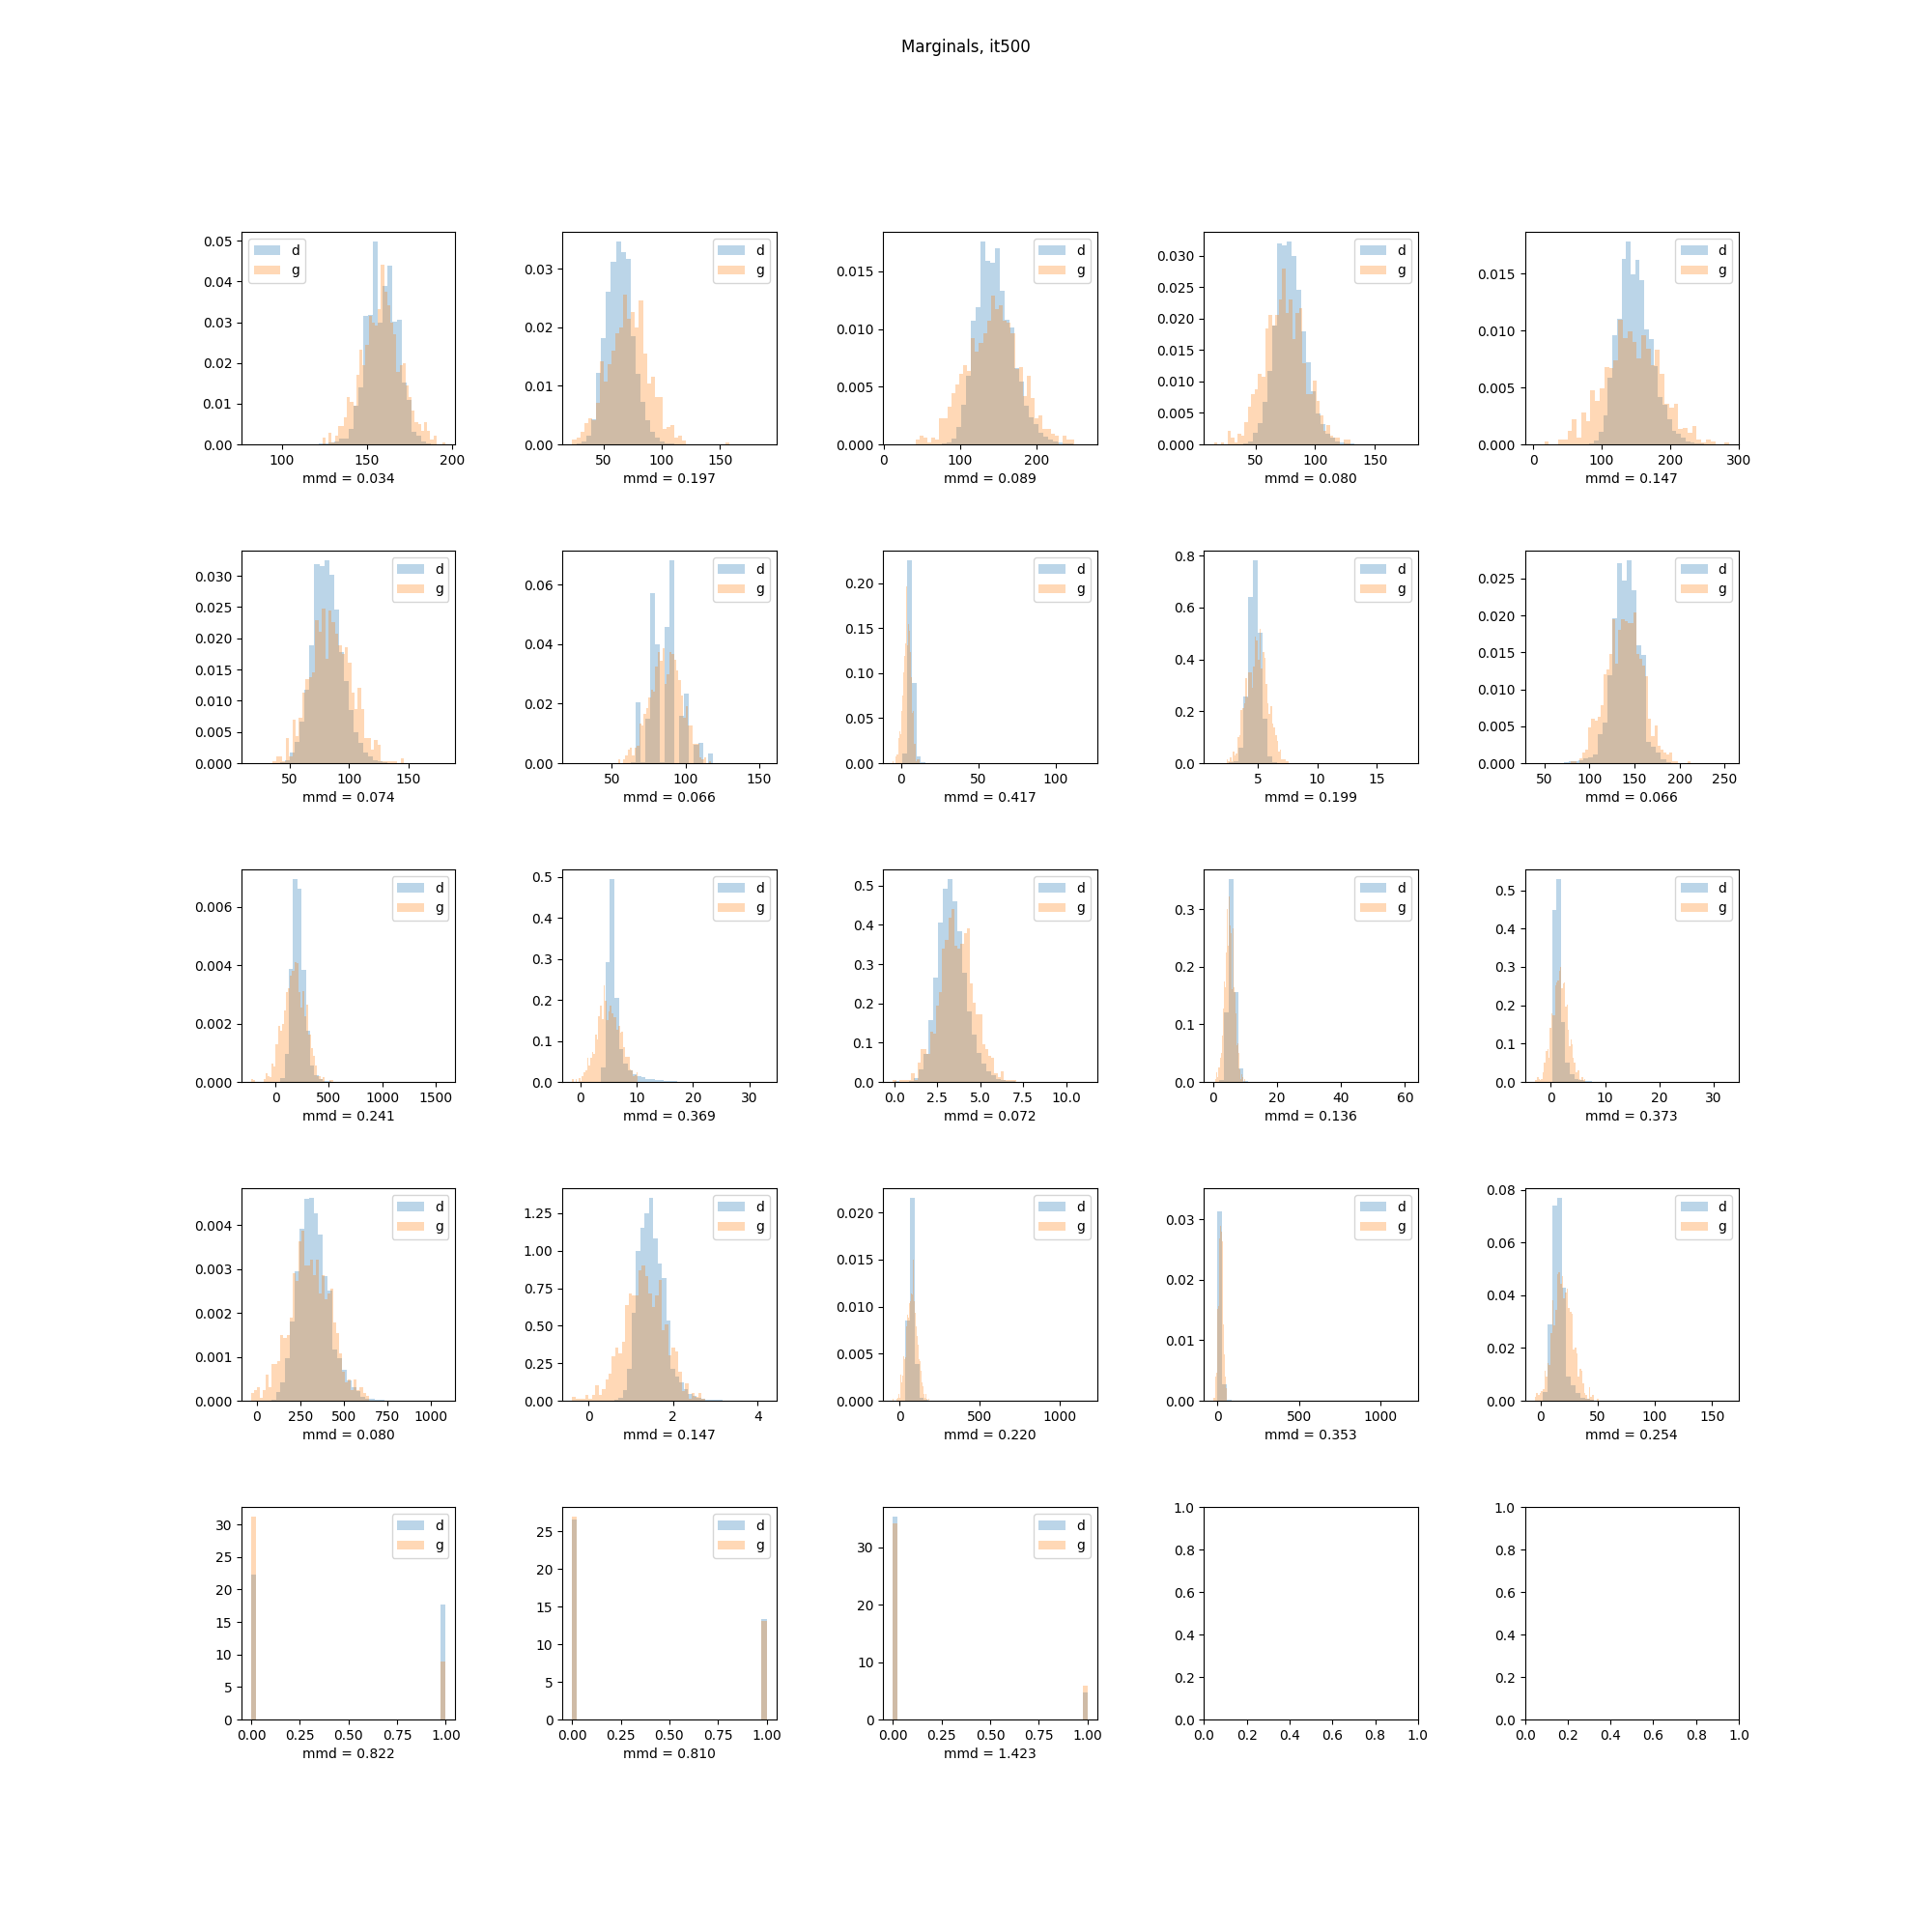 Marginals, it500
0.05
0.04
0.03
0.02
0.01
0.00
d
g
100 150 200
mmd = 0.034
0.03
0.02
0.01
0.00
d
g
50 100 150
mmd = 0.197
0.015
0.010
0.005
0.000
d
g
0 100 200
mmd = 0.089
0.030
0.025
0.020
0.015
0.010
0.005
0.000
d
g
50 100 150
mmd = 0.080
0.015
0.010
0.005
0.000
d
g
0 100 200 300
mmd = 0.147
0.030
0.025
0.020
0.015
0.010
0.005
0.000
d
g
50 100 150
mmd = 0.074
0.06
0.04
0.02
0.00
d
g
50 100 150
mmd = 0.066
0.20
0.15
0.10
0.05
0.00
d
g
0 50 100
mmd = 0.417
0.8
0.6
0.4
0.2
0.0
d
g
5 10 15
mmd = 0.199
0.025
0.020
0.015
0.010
0.005
0.000
d
g
50 100 150 200 250
mmd = 0.066
0.006
0.004
0.002
0.000
d
g
0 500 1000 1500
mmd = 0.241
0.5
0.4
0.3
0.2
0.1
0.0
d
g
0 10 20 30
mmd = 0.369
0.5
0.4
0.3
0.2
0.1
0.0
d
g
0.0 2.5 5.0 7.5 10.0
mmd = 0.072
0.3
0.2
0.1
0.0
d
g
0 20 40 60
mmd = 0.136
0.5
0.4
0.3
0.2
0.1
0.0
d
g
0 10 20 30
mmd = 0.373
0.004
0.003
0.002
0.001
0.000
d
g
0 250 500 750 1000
mmd = 0.080
1.25
1.00
0.75
0.50
0.25
0.00
d
g
0 2 4
mmd = 0.147
0.020
0.015
0.010
0.005
0.000
d
g
0 500 1000
mmd = 0.220
0.03
0.02
0.01
0.00
d
g
0 500 1000
mmd = 0.353
0.08
0.06
0.04
0.02
0.00
d
g
0 50 100 150
mmd = 0.254
30
25
20
15
10
5
0
d
g
0.00 0.25 0.50 0.75 1.00
mmd = 0.822
25
20
15
10
5
0
d
g
0.00 0.25 0.50 0.75 1.00
mmd = 0.810
30
20
10
0
d
g
0.00 0.25 0.50 0.75 1.00
mmd = 1.423
1.0
0.8
0.6
0.4
0.2
0.0
0.0 0.2 0.4 0.6 0.8 1.0
1.0
0.8
0.6
0.4
0.2
0.0
0.0 0.2 0.4 0.6 0.8 1.0